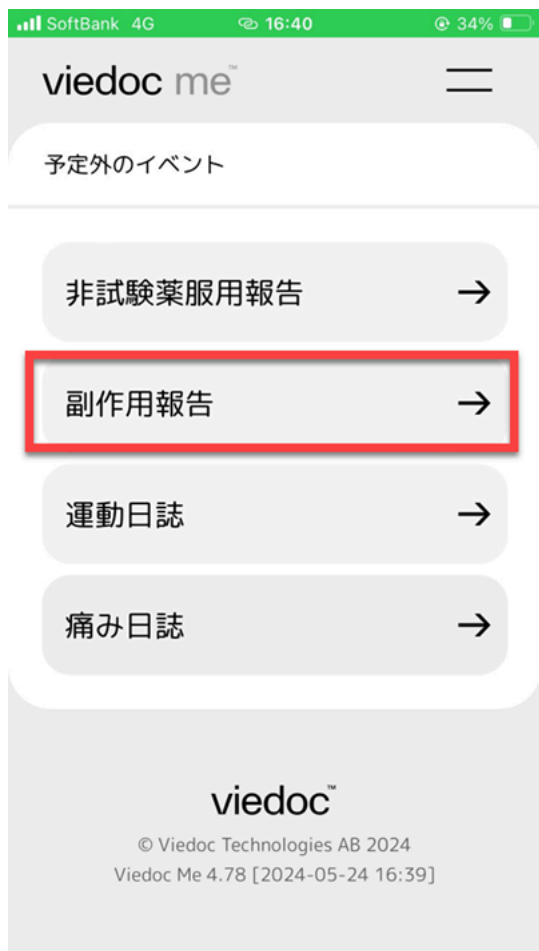 SoftBank 4G 16:40 34%
viedoc me™
予定外のイベント
非試験薬服用報告 →
副作用報告 →
運動日誌 →
痛み日誌 →
viedoc™
© Viedoc Technologies AB 2024
Viedoc Me 4.78 [2024-05-24 16:39]